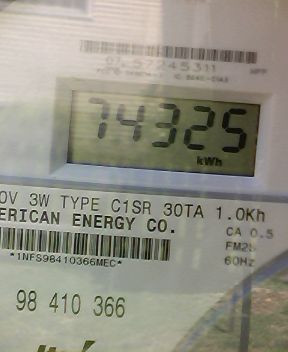 74325
kWh
0V 3W TYPE C1SR 30TA 1.0Kh
ERICAN ENERGY CO.
CA 0.5
FM2S
60Hz
*1NFS98410366MEC*
98 410 366